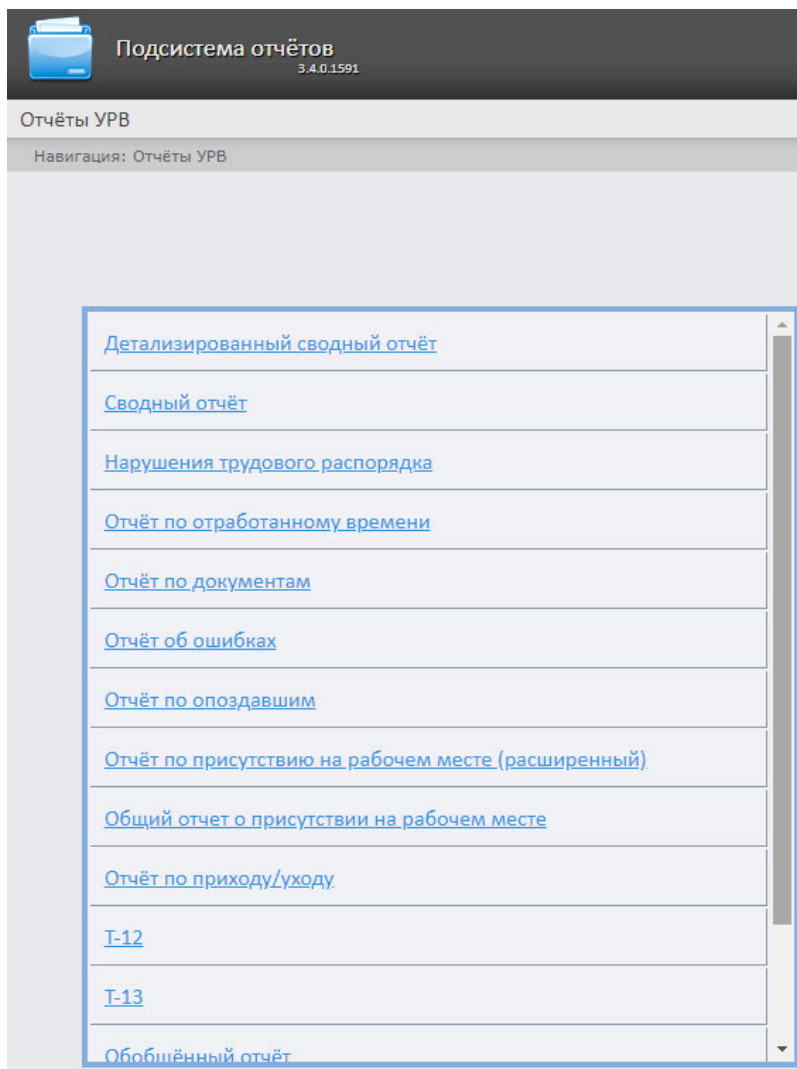 Подсистема отчётов
3.4.0.1591
Отчёты УРВ
Навигация: Отчёты УРВ
Детализированный сводный отчёт
Сводный отчёт
Нарушения трудового распорядка
Отчёт по отработанному времени
Отчёт по документам
Отчёт об ошибках
Отчёт по опоздавшим
Отчёт по присутствию на рабочем месте (расширенный)
Общий отчет о присутствии на рабочем месте
Отчёт по приходу/уходу
Т-12
Т-13
Обобщённый отчёт